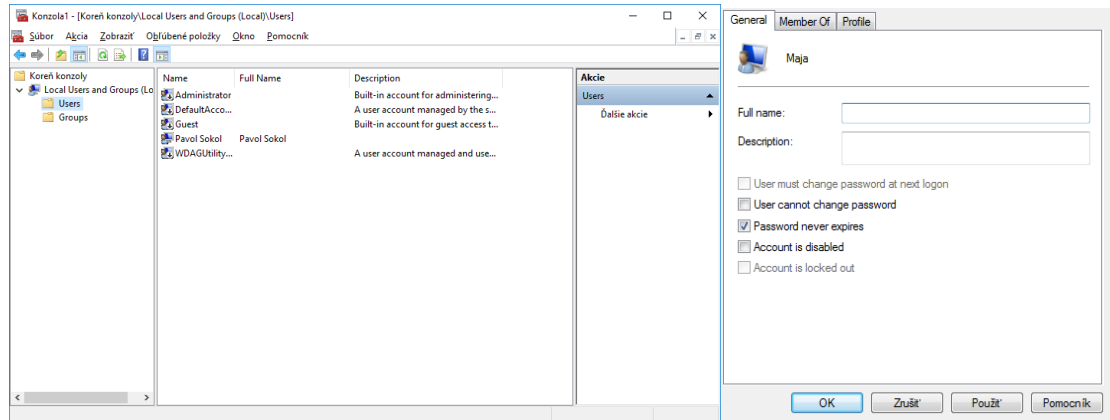 Konzola1 - [Koreň konzoly\Local Users and Groups (Local)\Users]
Súbor Akcia Zobraziť Obľúbené položky Okno Pomocník
Koreň konzoly
Local Users and Groups (Lo
Users
Groups
Name Full Name Description
Administrator Built-in account for administering...
DefaultAcco... A user account managed by the s...
Guest Built-in account for guest access t...
Pavol Sokol Pavol Sokol
WDAGUtility... A user account managed and use...
Akcie
Users
Ďalšie akcie
General Member Of Profile
Maja
Full name:
Description:
User must change password at next logon
User cannot change password
Password never expires
Account is disabled
Account is locked out
OK Zrušiť Použiť Pomocník